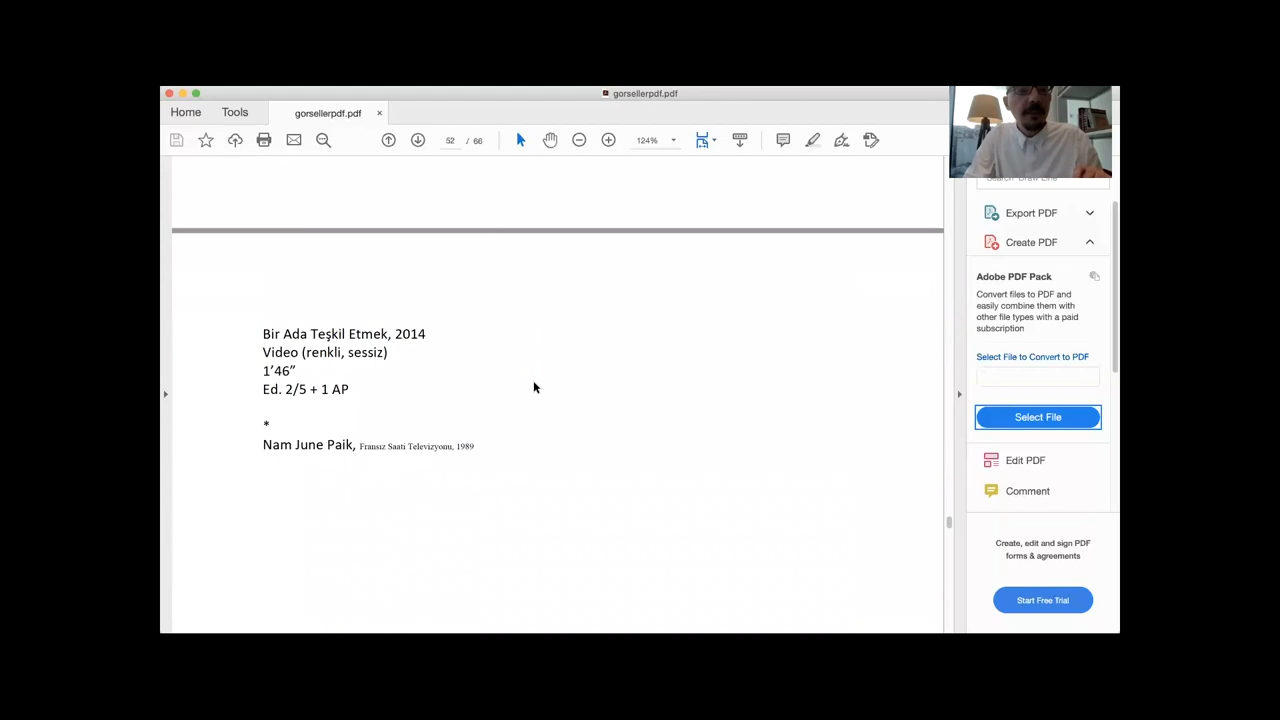 gorsellerpdf.pdf
Home
Tools
gorsellerpdf.pdf ×
52 / 66
124%
Search 'Draw Line'
Export PDF
Create PDF
Adobe PDF Pack
Convert files to PDF and
easily combine them with
other file types with a paid
subscription
Select File to Convert to PDF
Select File
Edit PDF
Comment
Create, edit and sign PDF
forms & agreements
Start Free Trial
Bir Ada Teşkil Etmek, 2014
Video (renkli, sessiz)
1’46”
Ed. 2/5 + 1 AP
*
Nam June Paik, Fransız Saati Televizyonu, 1989